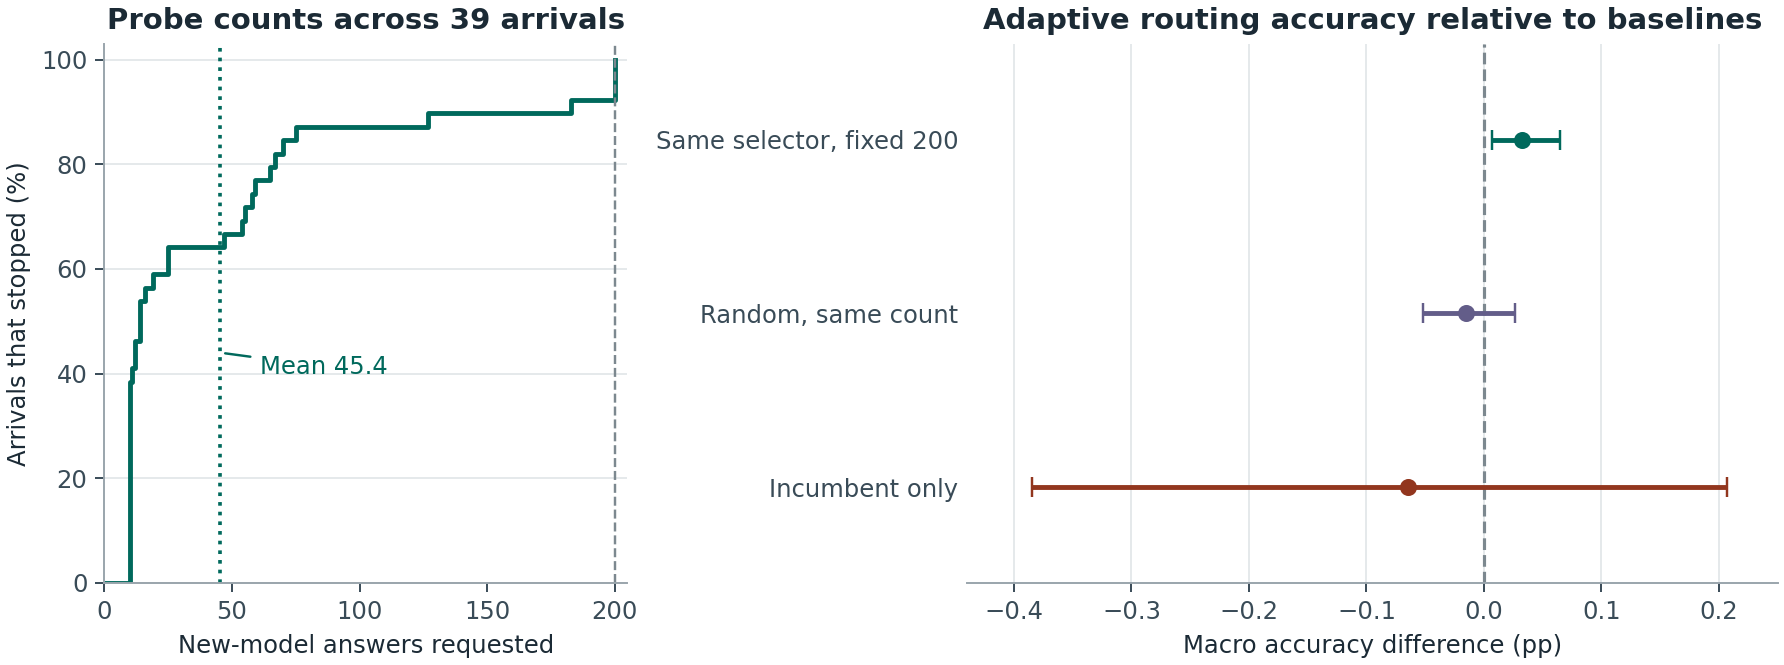 Probe counts across 39 arrivals
Arrivals that stopped (%)
100
80
60
40
20
0
Mean 45.4
0 50 100 150 200
New-model answers requested
Adaptive routing accuracy relative to baselines
Same selector, fixed 200
Random, same count
Incumbent only
−0.4 −0.3 −0.2 −0.1 0.0 0.1 0.2
Macro accuracy difference (pp)